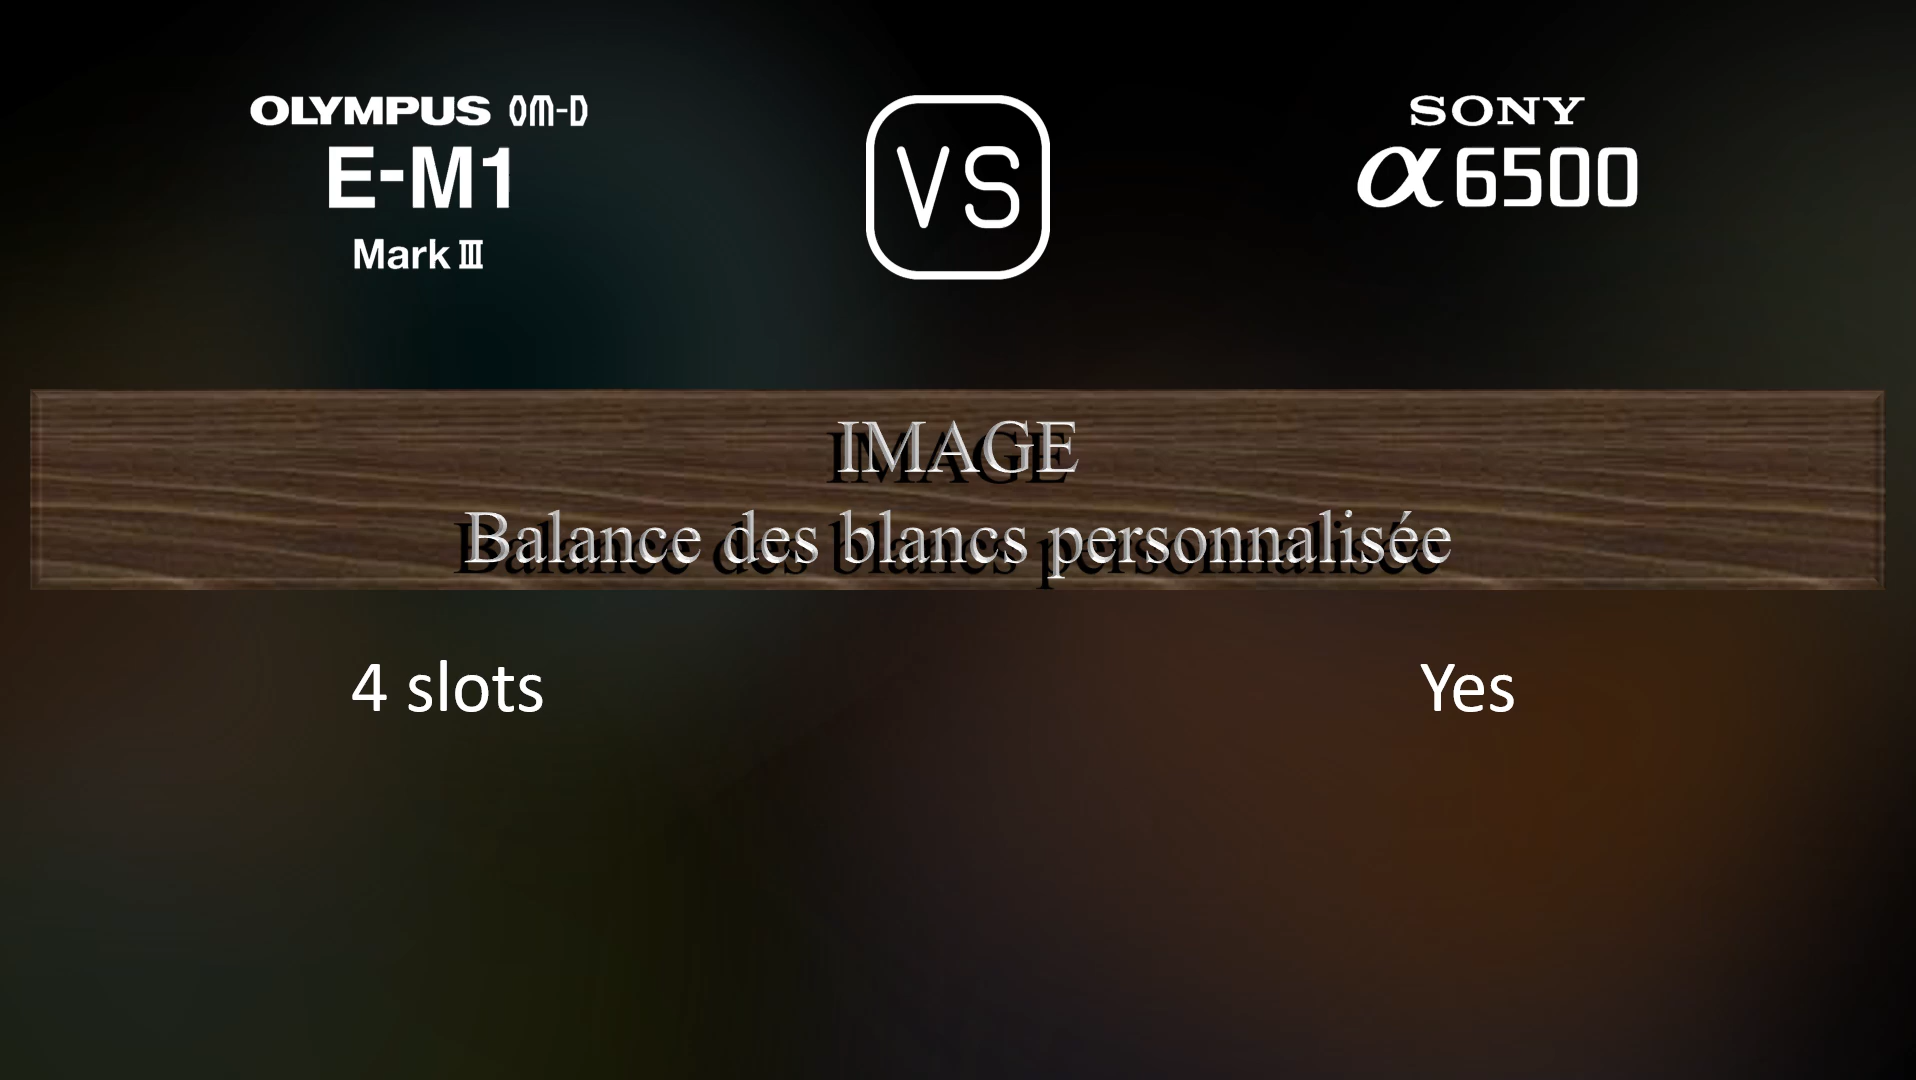 OLYMPUS OM-D
E-M1
Mark III
VS
SONY
α6500
IMAGE
Balance des blancs personnalisée
4 slots
Yes